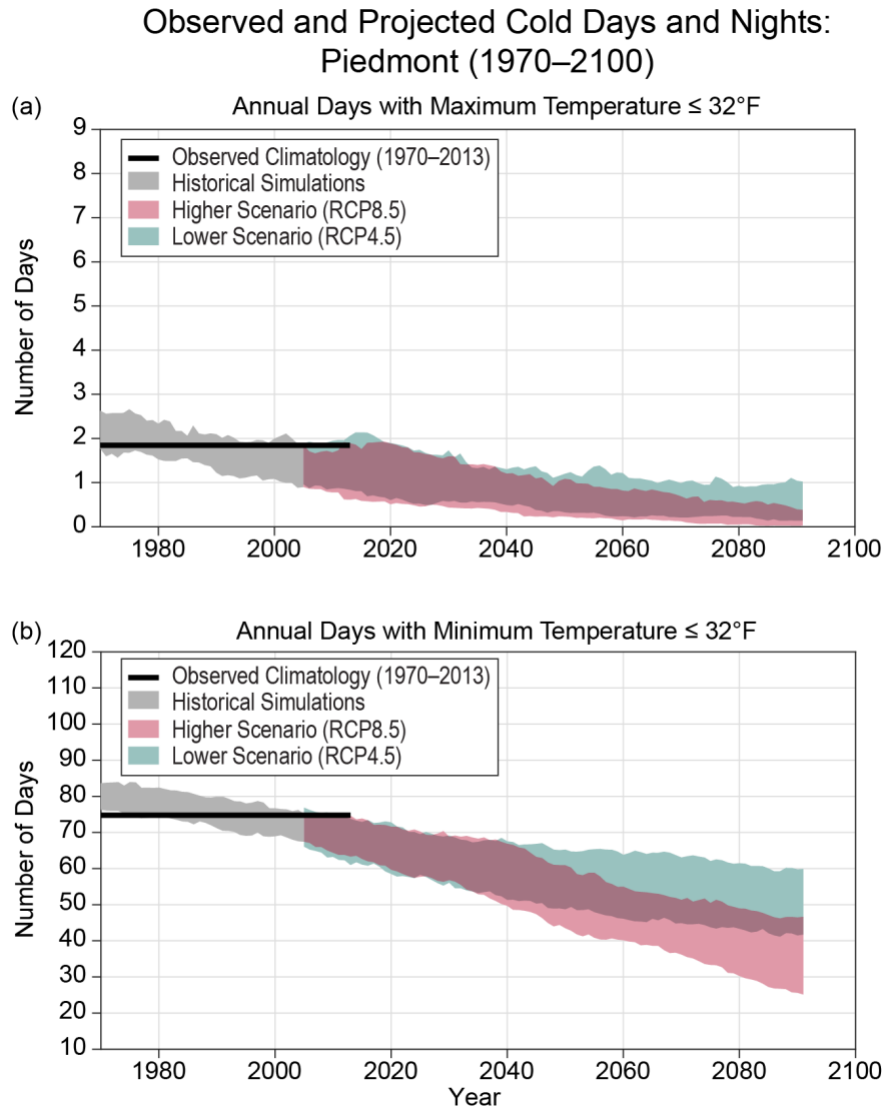 Observed and Projected Cold Days and Nights:
Piedmont (1970–2100)
(a)
Annual Days with Maximum Temperature ≤ 32°F
Number of Days
9
8
7
6
5
4
3
2
1
0
Observed Climatology (1970–2013)
Historical Simulations
Higher Scenario (RCP8.5)
Lower Scenario (RCP4.5)
1980 2000 2020 2040 2060 2080 2100
(b)
Annual Days with Minimum Temperature ≤ 32°F
Number of Days
120
110
100
90
80
70
60
50
40
30
20
10
Observed Climatology (1970–2013)
Historical Simulations
Higher Scenario (RCP8.5)
Lower Scenario (RCP4.5)
1980 2000 2020 2040 2060 2080 2100
Year